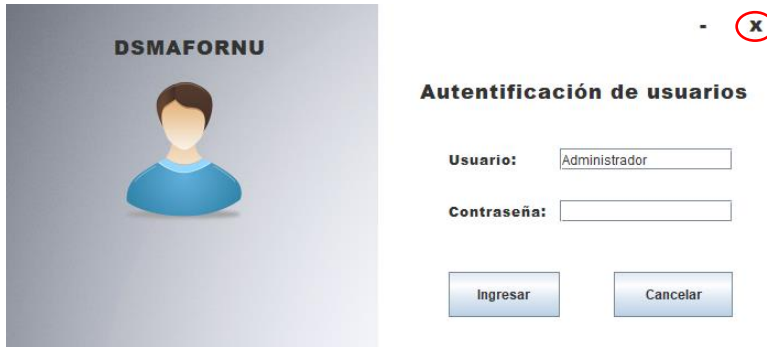 DSMAFORNU
- X
Autentificación de usuarios
Usuario: Administrador
Contraseña:
Ingresar Cancelar